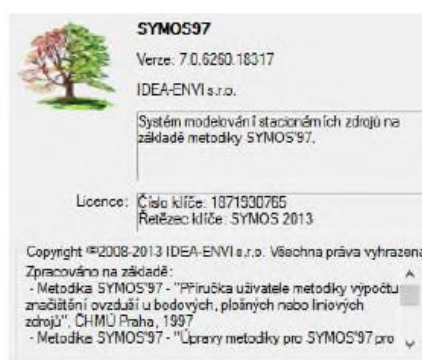 SYMOS97
Verze: 7.0.6260.18317
IDEA-ENVI s.r.o.
Systém modelování stacionárních zdrojů na
základě metodiky SYMOS'97.
Licence:
Číslo klíče: 1871930765
Řetězec klíče: SYMOS 2013
Copyright ©2008-2013 IDEA-ENVI s.r.o. Všechna práva vyhrazena
Zpracováno na základě:
- Metodika SYMOS'97 - "Příručka uživatele metodiky výpočtu
značištění ovzduší u bodových, plošných nabo liniových
zdrojů", ČHMÚ Praha, 1997
- Metodika SYMOS'97 - "Úpravy metodiky pro SYMOS'97 pro